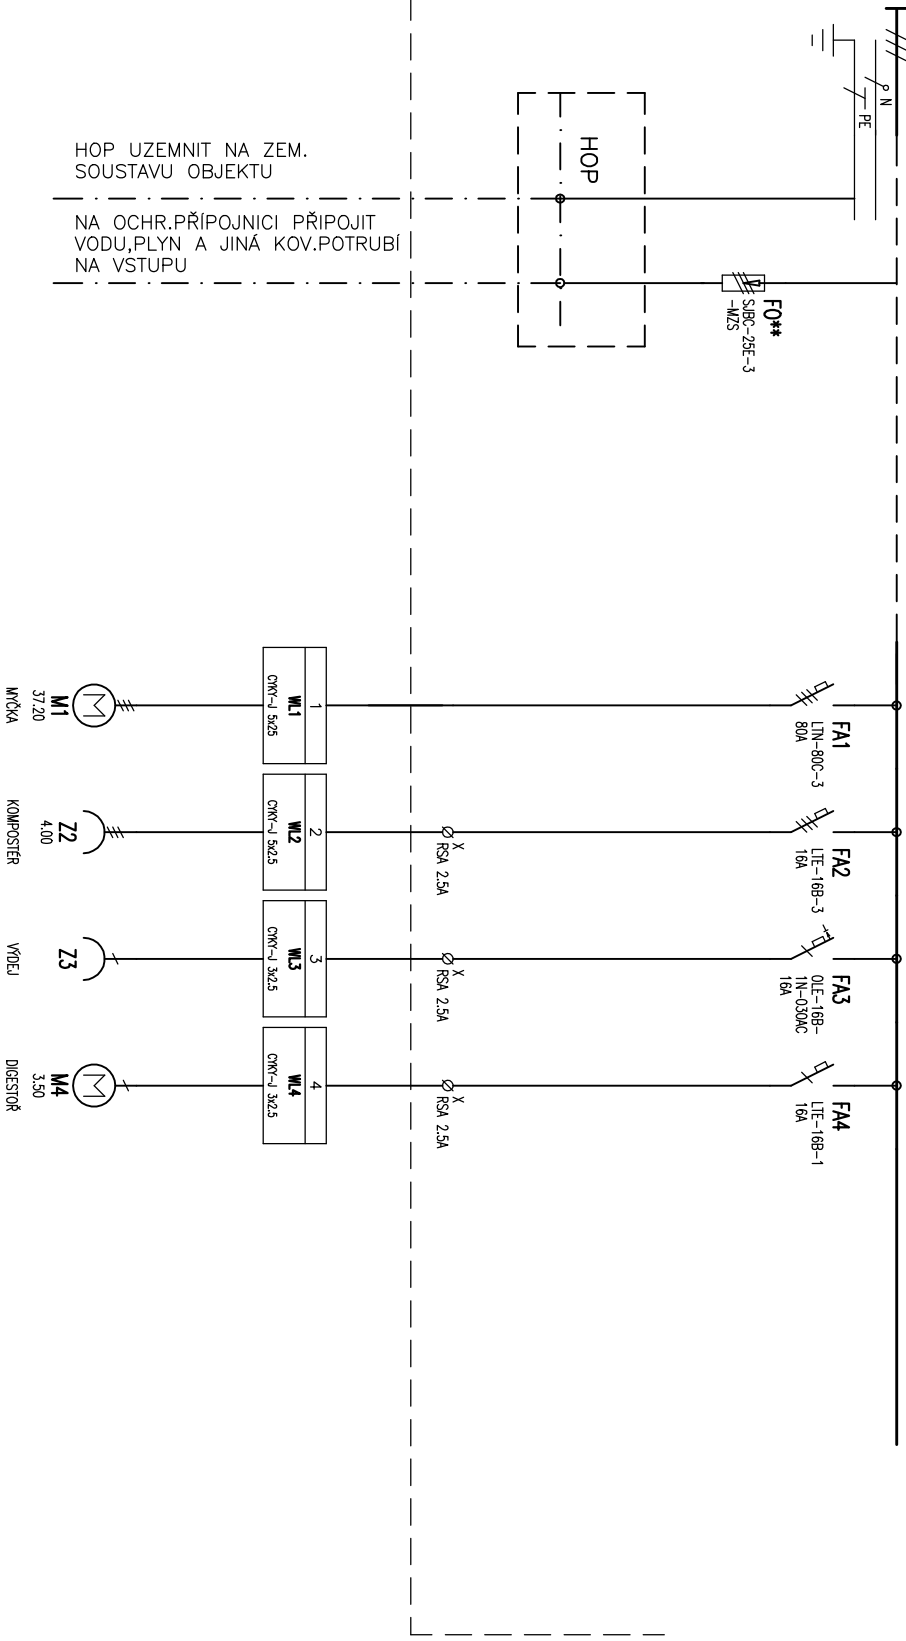 N
PE
HOP UZEMNIT NA ZEM.
SOUSTAVU OBJEKTU
NA OCHR.PŘÍPOJNICI PŘIPOJIT
VODU,PLYN A JINÁ KOV.POTRUBÍ
NA VSTUPU
HOP
FO**
SJBC-25E-3
-MZS
FA1
LTN-80C-3
80A
1
WL1
CYKY-J 5x25
M
M1
37.20
MYČKA
FA2
LTE-16B-3
16A
X
RSA 2.5A
2
WL2
CYKY-J 5x2.5
Z2
4.00
KOMPOSTÉR
FA3
OLE-16B-
1N-030AC
16A
X
RSA 2.5A
3
WL3
CYKY-J 3x2.5
Z3
VÝDEJ
FA4
LTE-16B-1
16A
X
RSA 2.5A
4
WL4
CYKY-J 3x2.5
M
M4
3.50
DIGESTOŘ